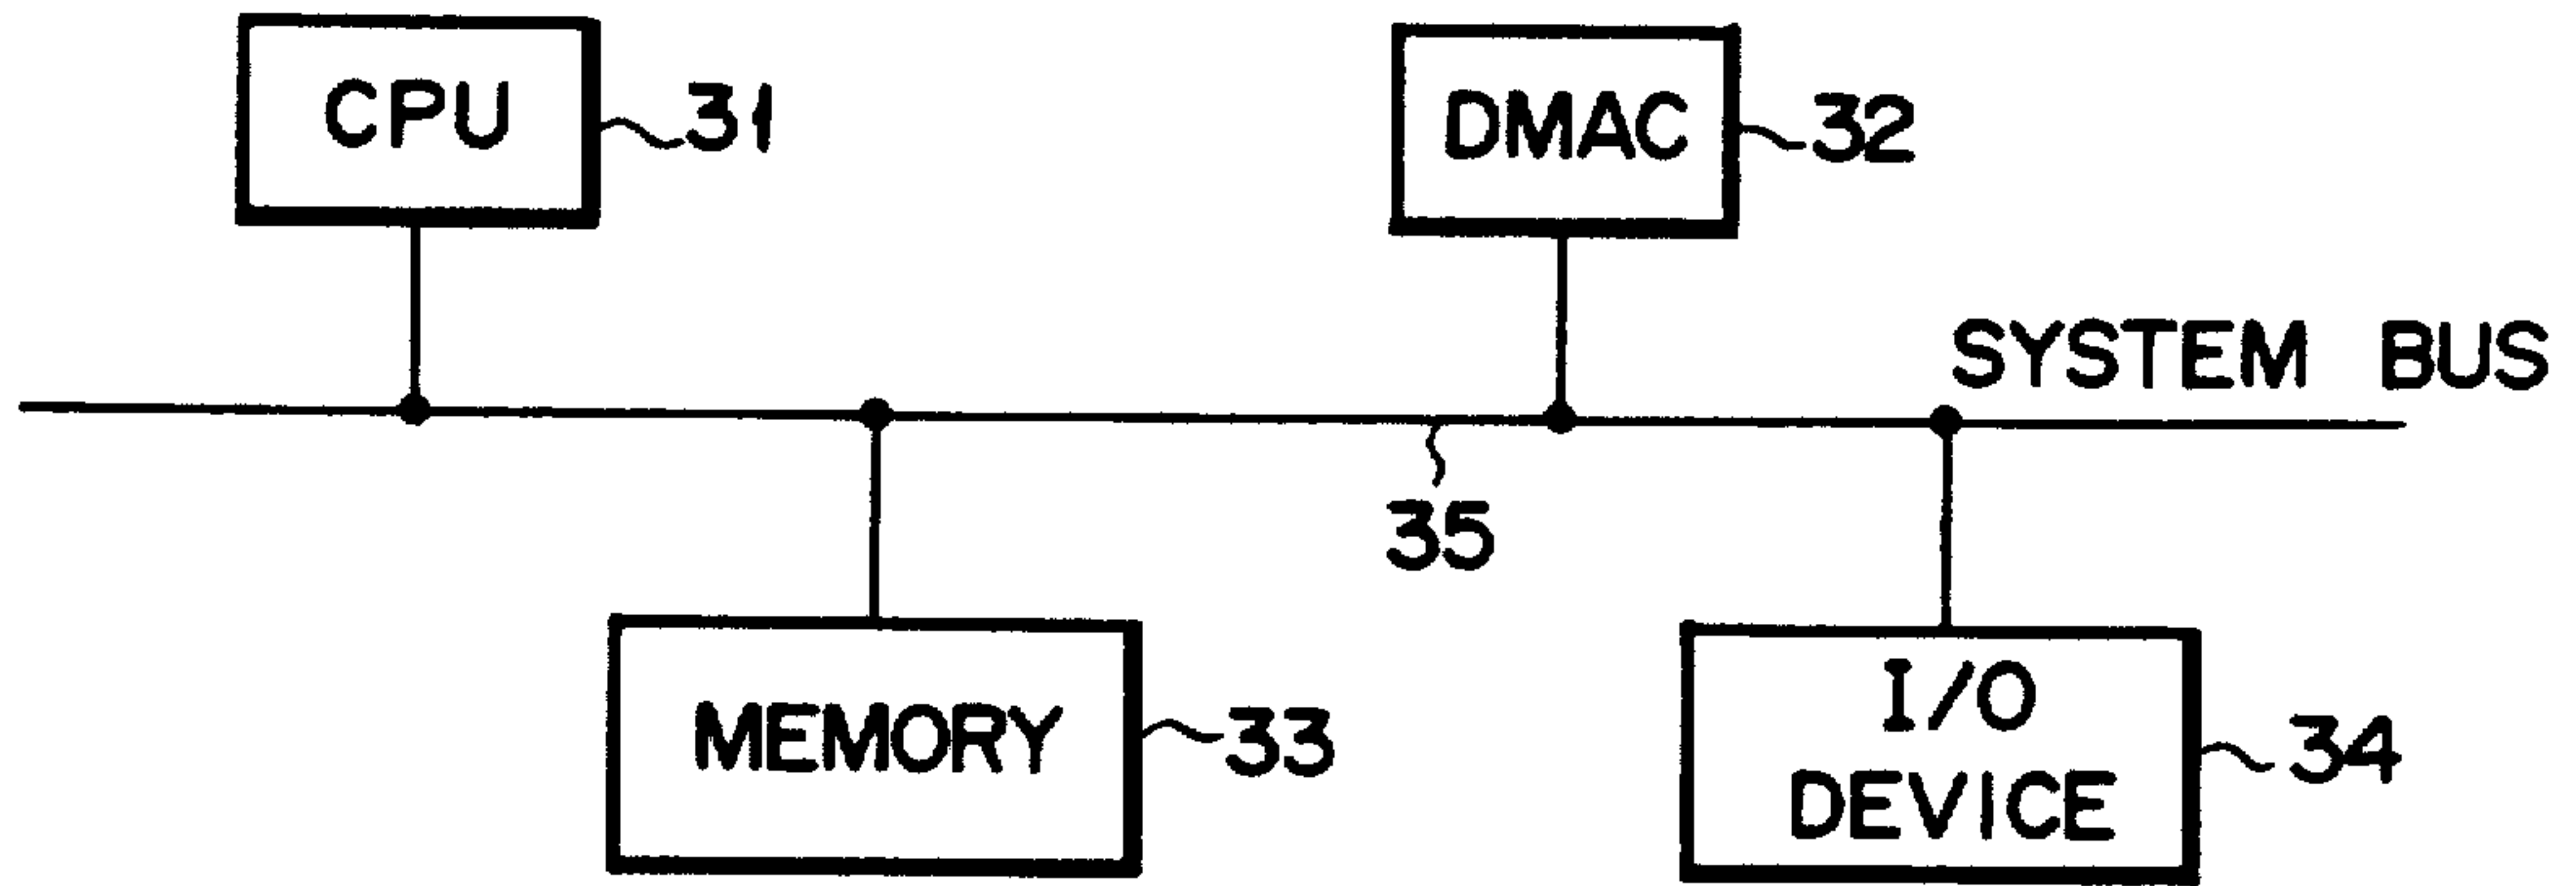 CPU
31
DMAC
32
SYSTEM BUS
35
MEMORY
33
I/O
DEVICE
34